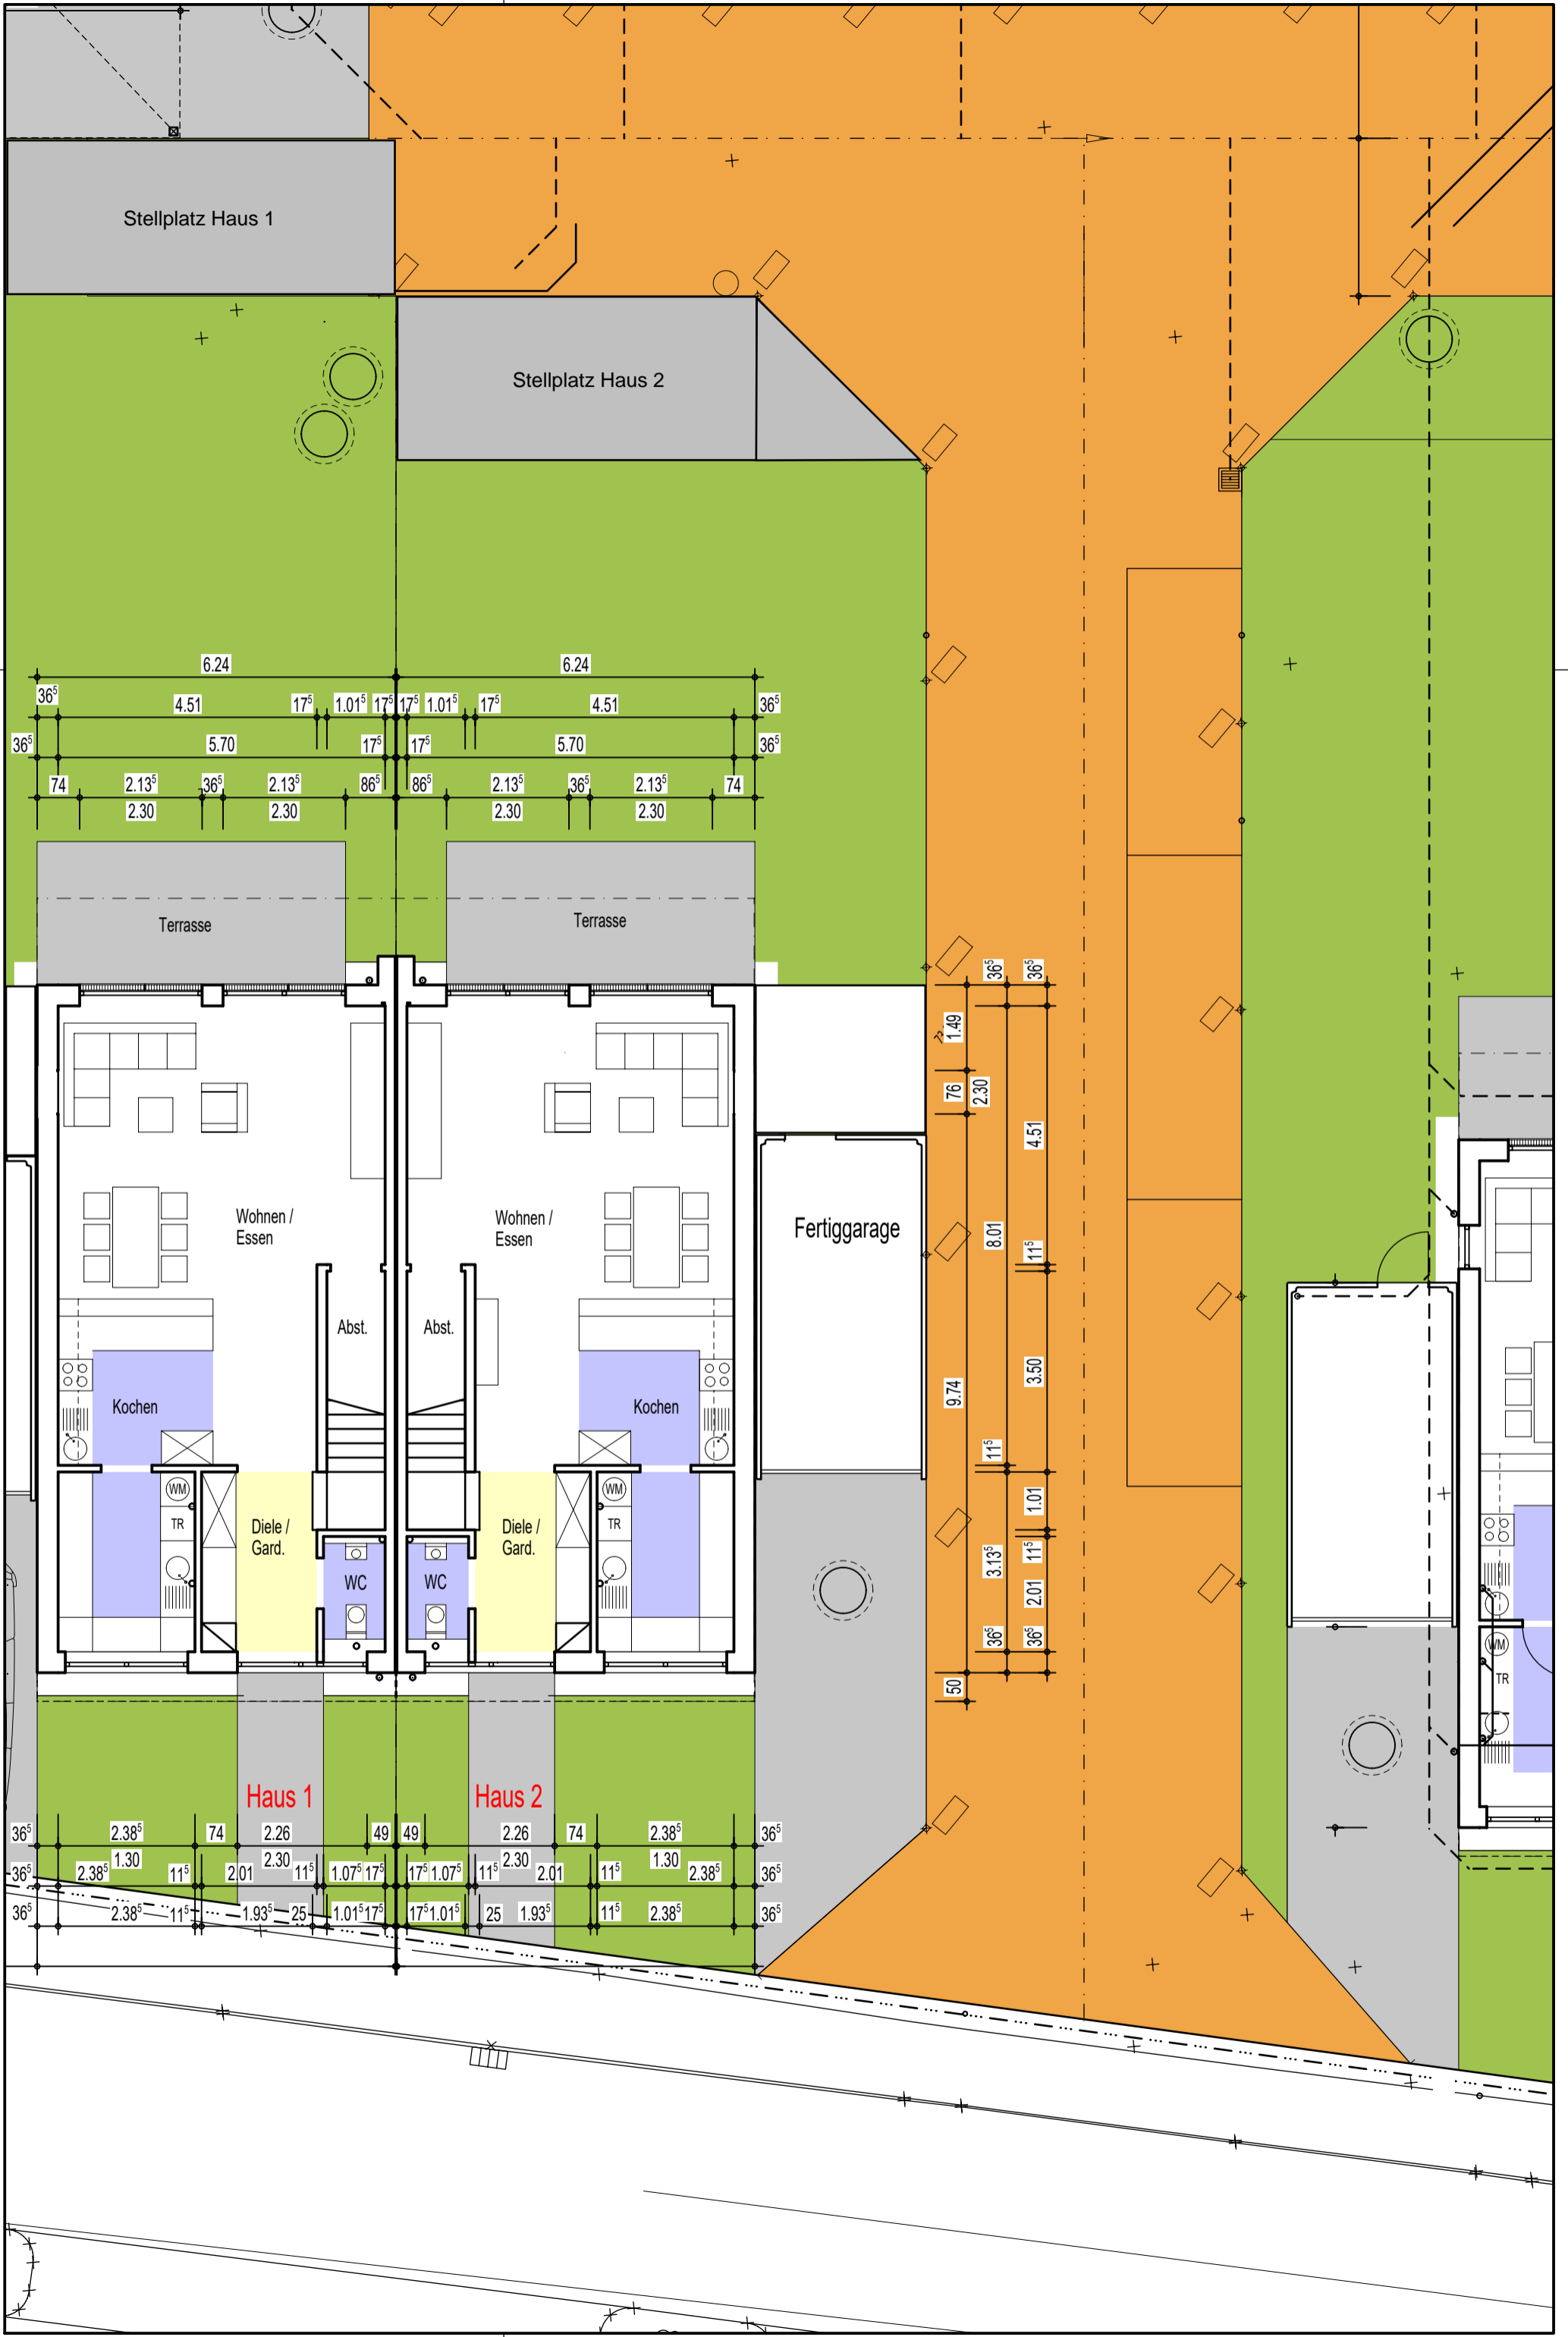 Stellplatz Haus 1
Stellplatz Haus 2
6.24 6.24
36⁵ 4.51 17⁵ 1.01⁵ 17⁵ 17⁵ 1.01⁵ 17⁵ 4.51 36⁵
36⁵ 5.70 17⁵ 17⁵ 5.70 36⁵
74 2.13⁵ 36⁵ 2.13⁵ 86⁵ 86⁵ 2.13⁵ 36⁵ 2.13⁵ 74
2.30 2.30 2.30 2.30
Terrasse Terrasse
36⁵ 36⁵
1.49
76 2.30
4.51
Wohnen /
Essen
Wohnen /
Essen
Fertiggarage
8.01
11⁵
Abst. Abst.
3.50
9.74
Kochen Kochen
11⁵
WM WM
TR TR
1.01
Diele /
Gard.
Diele /
Gard.
3.13⁵ 11⁵
WC WC
2.01
36⁵ 36⁵
50
WM
TR
Haus 1 Haus 2
36⁵ 2.38⁵ 74 2.26 49 49 2.26 74 2.38⁵ 36⁵
1.30 2.30 2.30 1.30
36⁵ 2.38⁵ 11⁵ 2.01 11⁵ 1.07⁵ 17⁵ 17⁵ 1.07⁵ 11⁵ 2.01 11⁵ 2.38⁵ 36⁵
36⁵ 2.38⁵ 11⁵ 1.93⁵ 25 1.01⁵ 17⁵ 17⁵ 1.01⁵ 25 1.93⁵ 11⁵ 2.38⁵ 36⁵